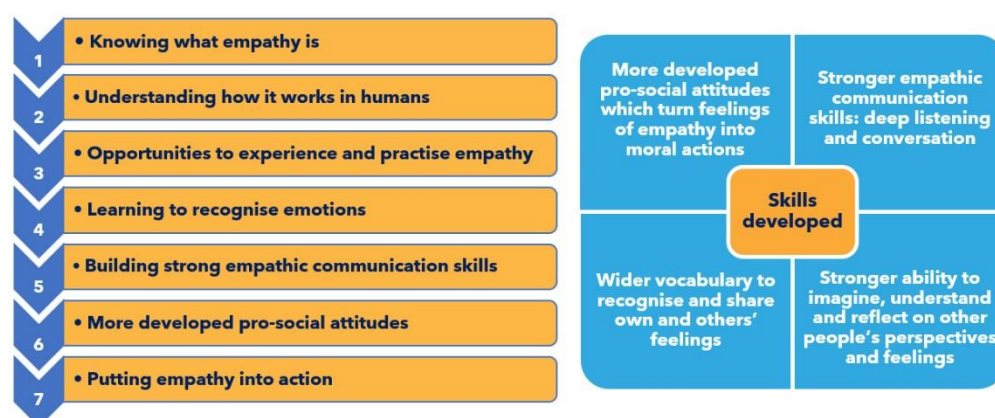 1
• Knowing what empathy is
2
• Understanding how it works in humans
3
• Opportunities to experience and practise empathy
4
• Learning to recognise emotions
5
• Building strong empathic communication skills
6
• More developed pro-social attitudes
7
• Putting empathy into action
More developed
pro-social attitudes
which turn feelings
of empathy into
moral actions
Stronger empathic
communication
skills: deep listening
and conversation
Skills
developed
Wider vocabulary to
recognise and share
own and others’
feelings
Stronger ability to
imagine, understand
and reflect on other
people’s perspectives
and feelings